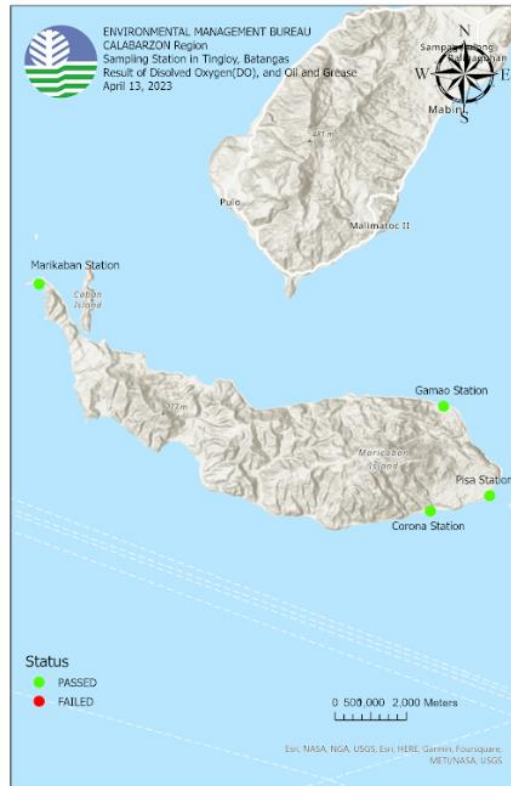 ENVIRONMENTAL MANAGEMENT BUREAU
CALABARZON Region
Sampling Station in Tingloy, Batangas
Result of Disolved Oxygen(DO), and Oil and Grease
April 13, 2023
N
W E
S
Mabini
481 m
Pulo
Malimatoc II
Marikaban Station
Caban
Island
Gamao Station
Maricaban
Island
Pisa Station
Corona Station
Status
PASSED
FAILED
0 500 1,000 2,000 Meters
Esri, NASA, NGA, USGS, Esri, HERE, Garmin, Foursquare,
METI/NASA, USGS